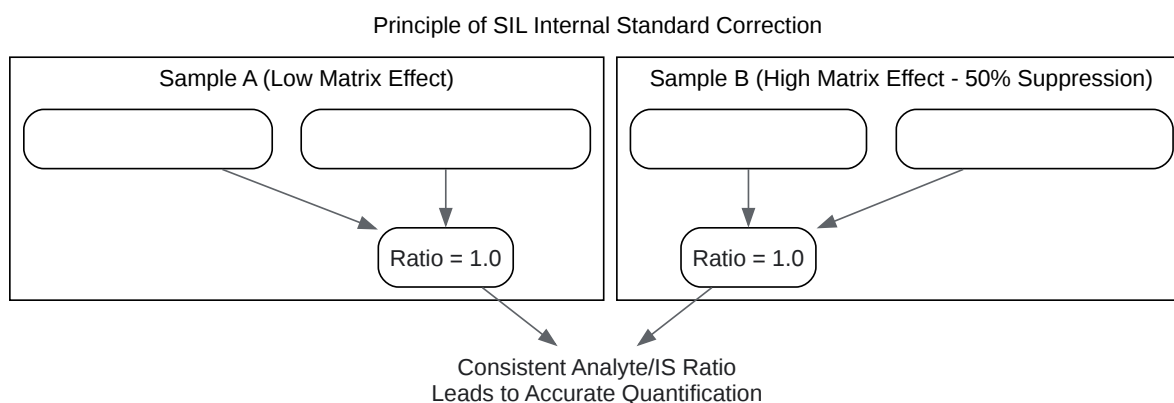 Principle of SIL Internal Standard Correction
Sample A (Low Matrix Effect)
Sample B (High Matrix Effect - 50% Suppression)
Ratio = 1.0
Ratio = 1.0
Consistent Analyte/IS Ratio
Leads to Accurate Quantification